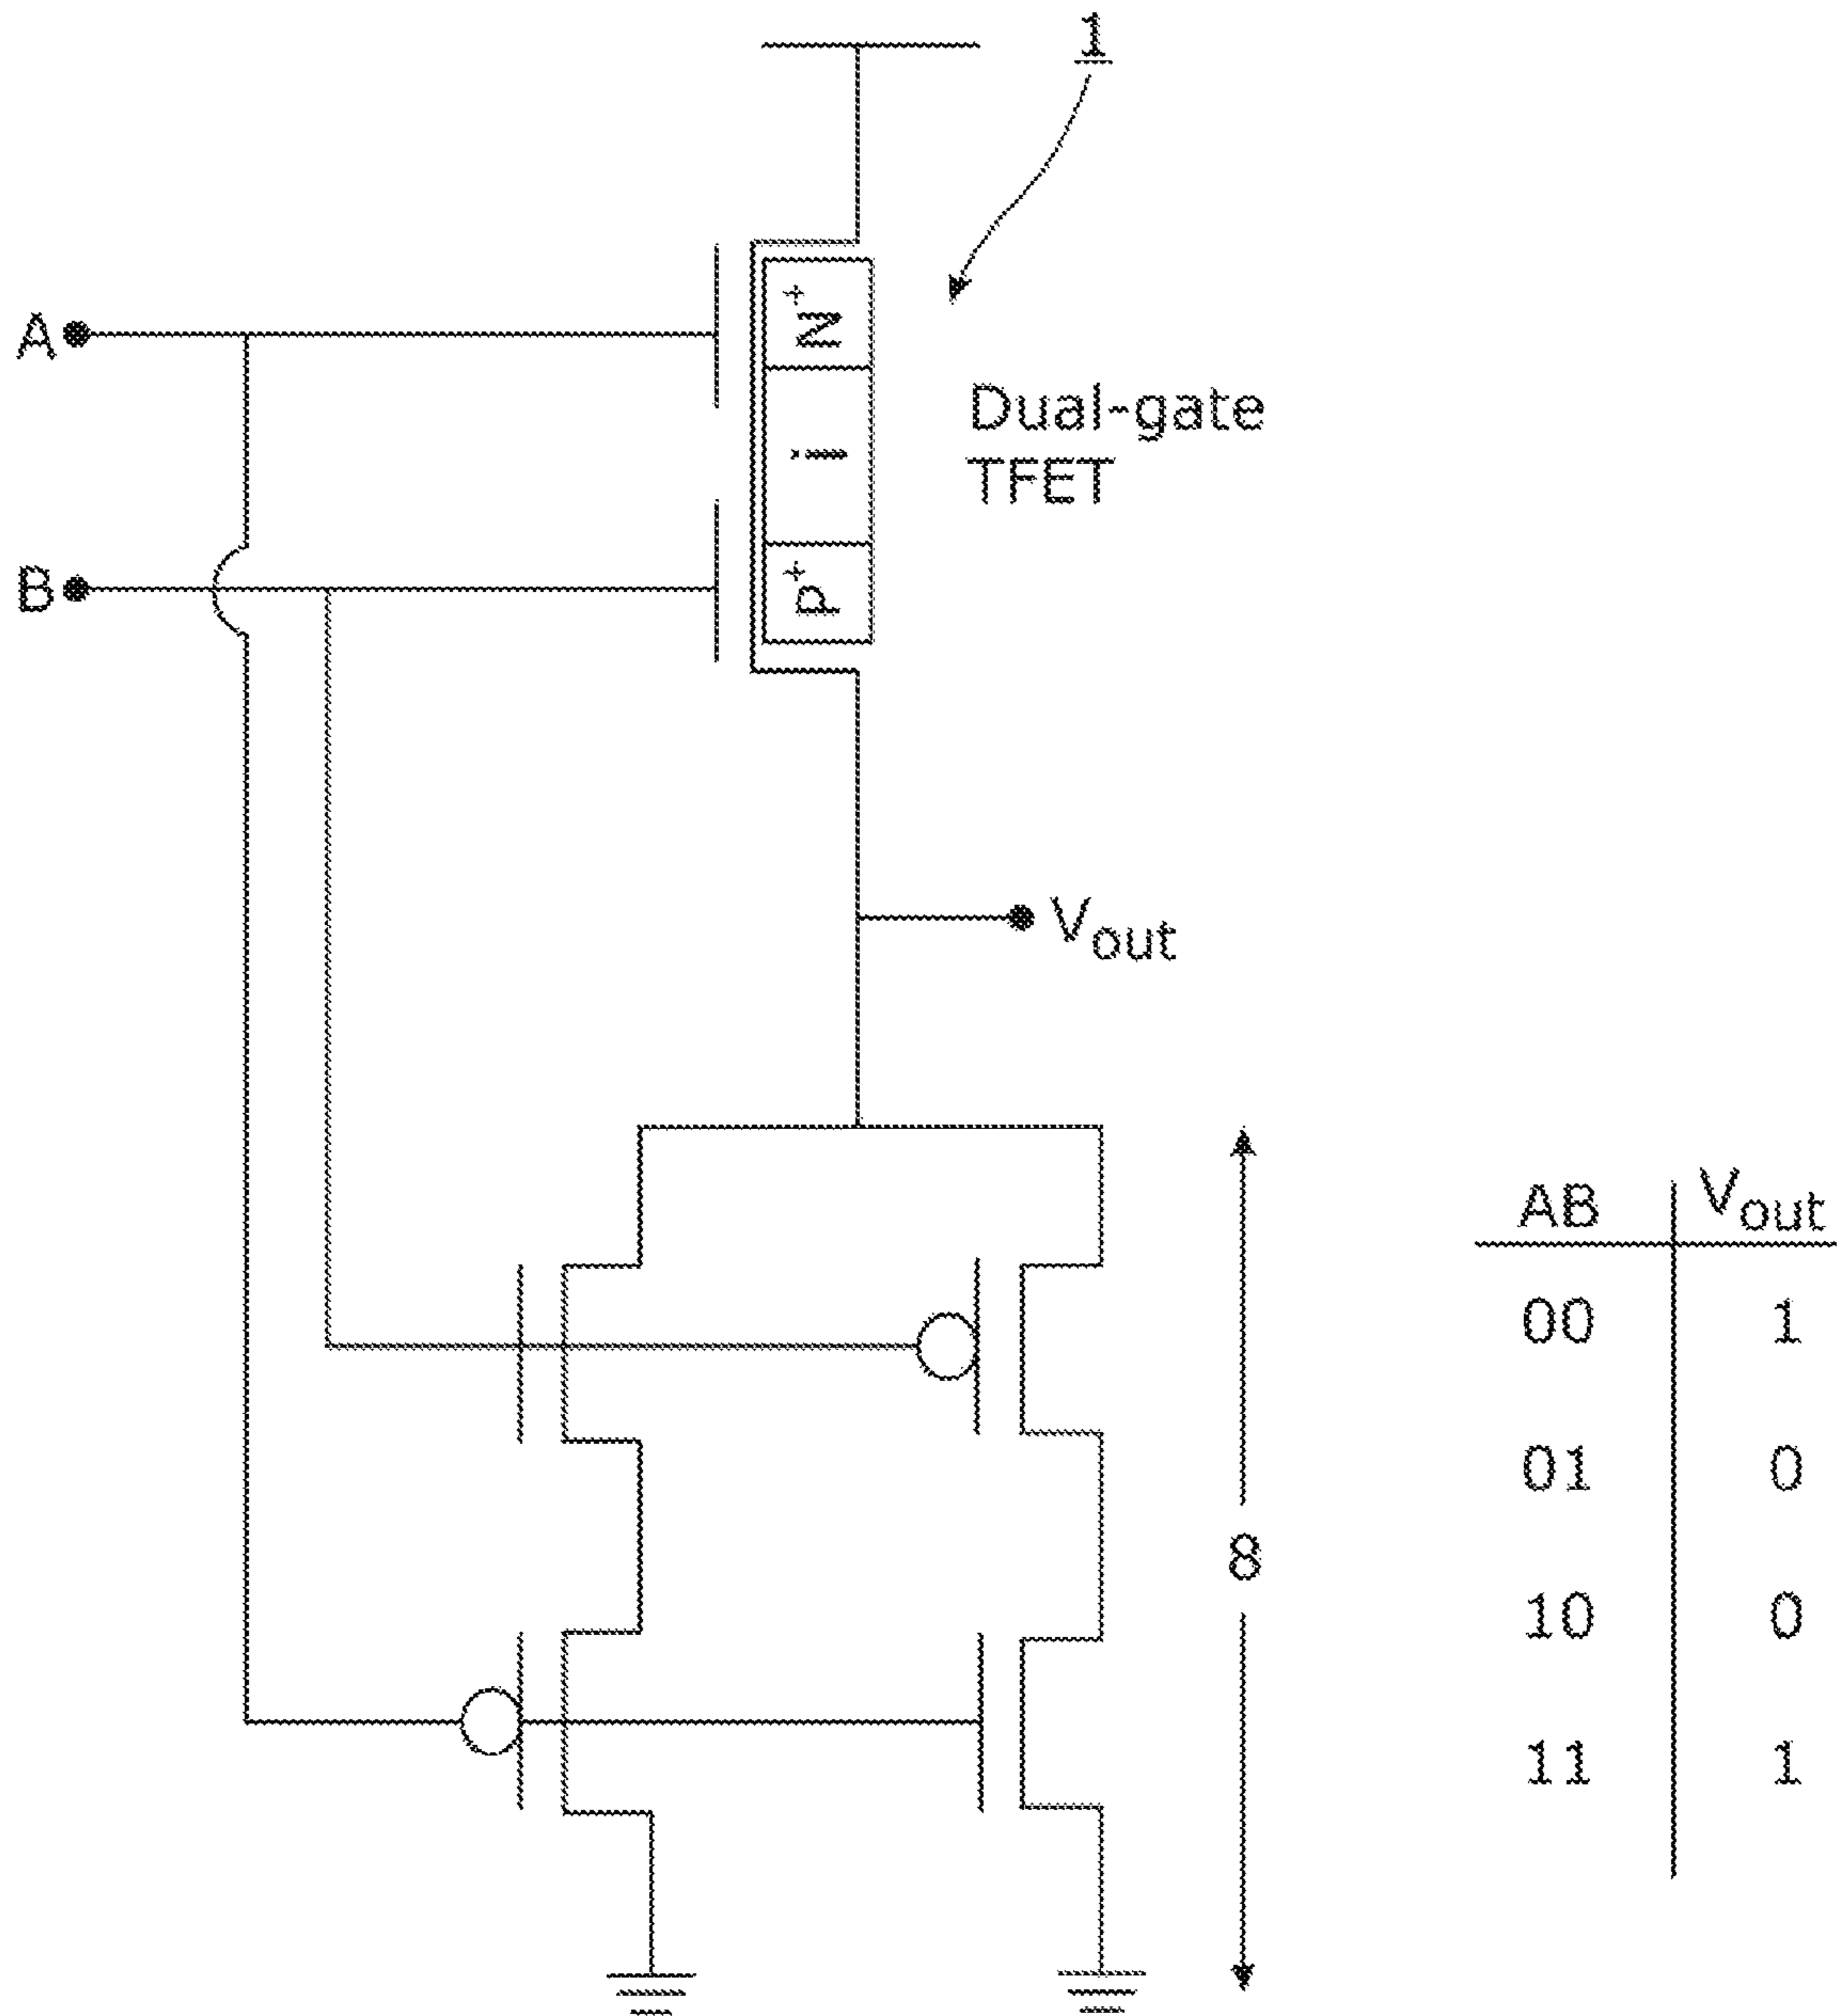 1
A
N+
Dual-gate
TFET
i
B
P+
Vout
8
AB Vout
00 1
01 0
10 0
11 1